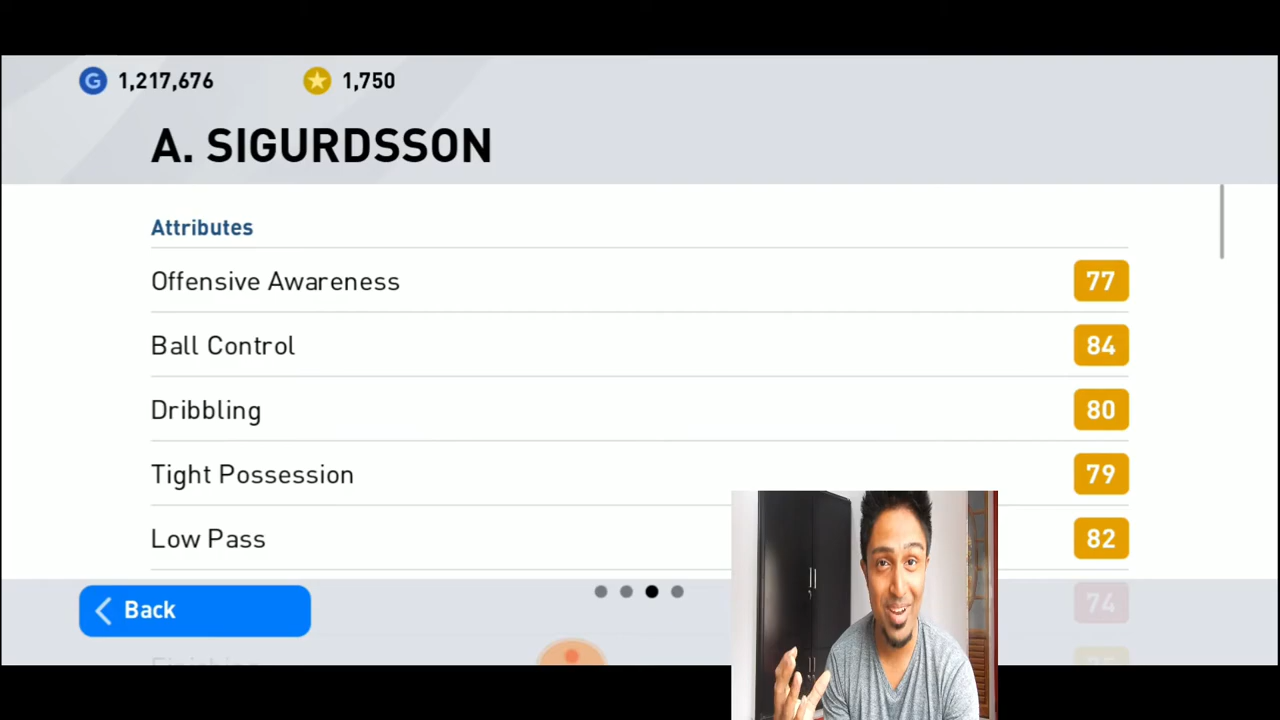 G 1,217,676 1,750
A. SIGURDSSON
Attributes
Offensive Awareness 77
Ball Control 84
Dribbling 80
Tight Possession 79
Low Pass 82
74
Back